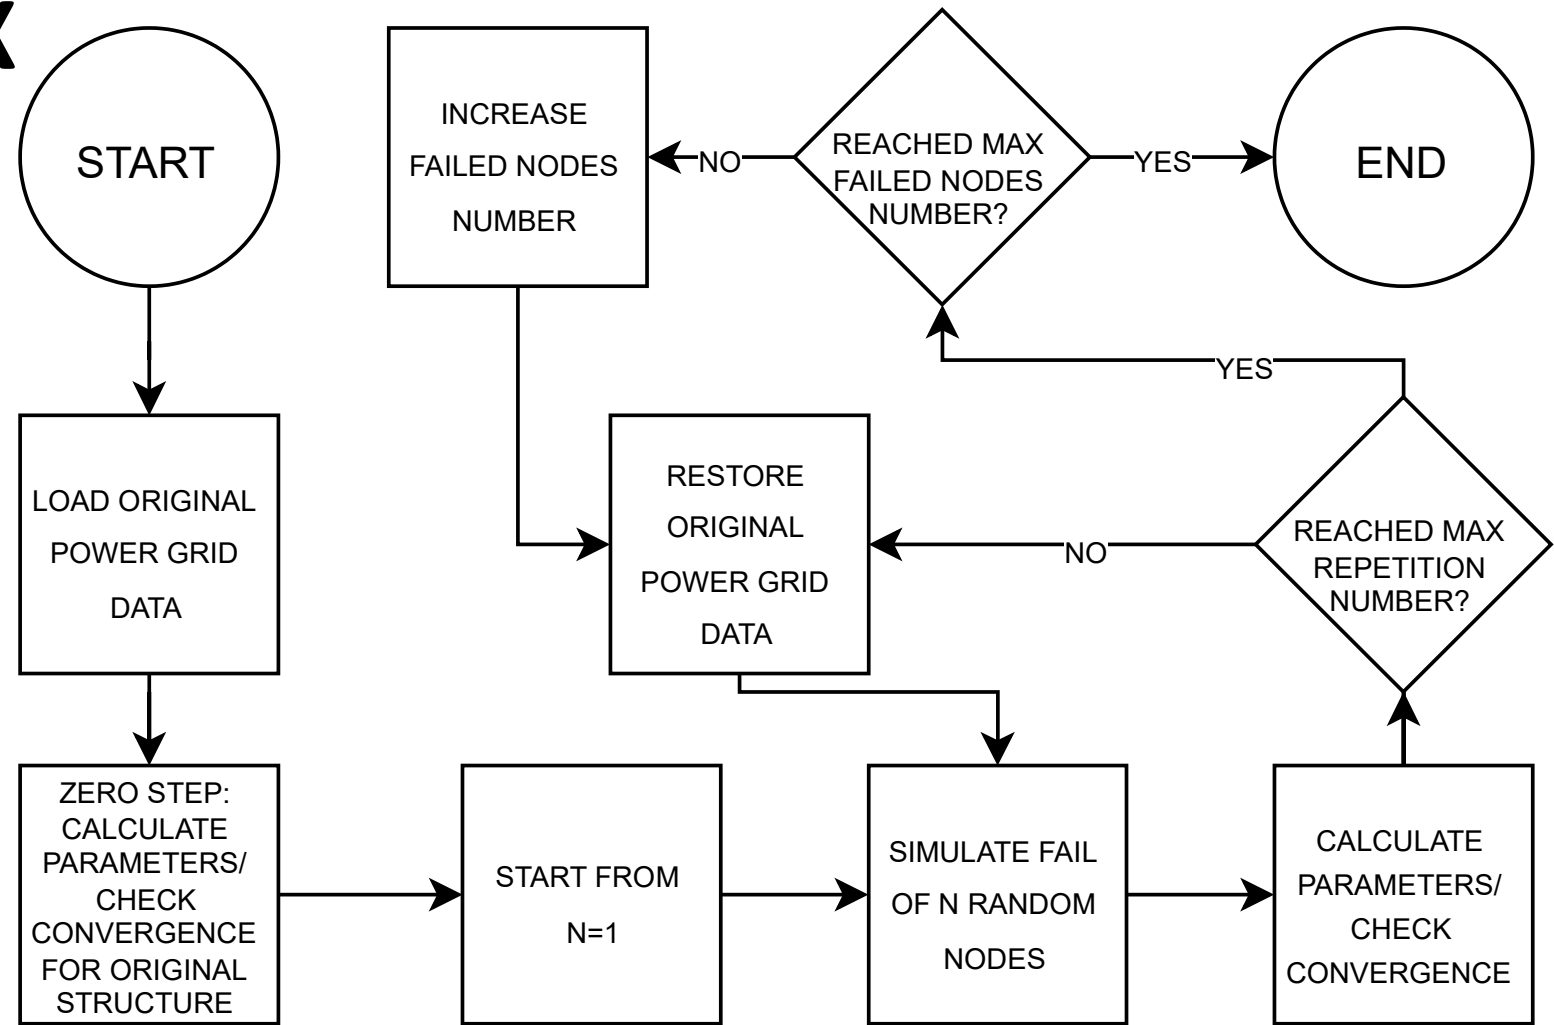 START
INCREASE
FAILED NODES
NUMBER
NO
REACHED MAX
FAILED NODES
NUMBER?
YES
END
YES
LOAD ORIGINAL
POWER GRID
DATA
RESTORE
ORIGINAL
POWER GRID
DATA
NO
REACHED MAX
REPETITION
NUMBER?
ZERO STEP:
CALCULATE
PARAMETERS/
CHECK
CONVERGENCE
FOR ORIGINAL
STRUCTURE
START FROM
N=1
SIMULATE FAIL
OF N RANDOM
NODES
CALCULATE
PARAMETERS/
CHECK
CONVERGENCE